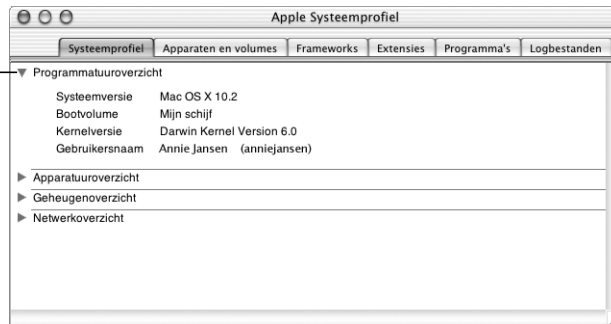 Apple Systeemprofiel
Systeemprofiel Apparaten en volumes Frameworks Extensies Programma's Logbestanden
Programmatuuroverzicht
Systeemversie Mac OS X 10.2
Bootvolume Mijn schijf
Kernelversie Darwin Kernel Version 6.0
Gebruikersnaam Annie Jansen (anniejansen)
Apparatuuroverzicht
Geheugenoverzicht
Netwerkoverzicht